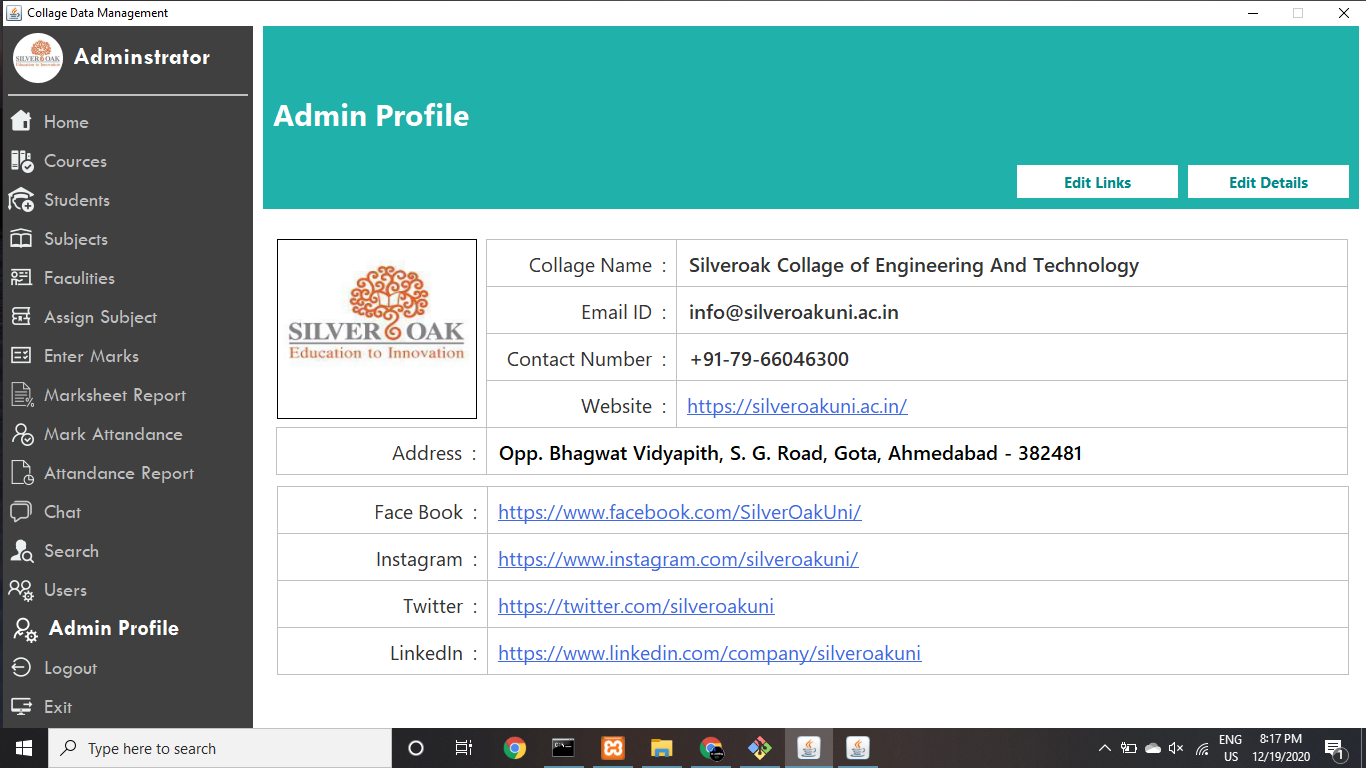 Collage Data Management
SILVER OAK
Education to Innovation
Adminstrator
Home
Cources
Students
Subjects
Faculities
Assign Subject
Enter Marks
Marksheet Report
Mark Attandance
Attandance Report
Chat
Search
Users
Admin Profile
Logout
Exit
Admin Profile
Edit Links
Edit Details
SILVER OAK
Education to Innovation
Collage Name : Silveroak Collage of Engineering And Technology
Email ID : info@silveroakuni.ac.in
Contact Number : +91-79-66046300
Website : https://silveroakuni.ac.in/
Address : Opp. Bhagwat Vidyapith, S. G. Road, Gota, Ahmedabad - 382481
Face Book : https://www.facebook.com/SilverOakUni/
Instagram : https://www.instagram.com/silveroakuni/
Twitter : https://twitter.com/silveroakuni
LinkedIn : https://www.linkedin.com/company/silveroakuni
Type here to search
ENG
US
8:17 PM
12/19/2020
1